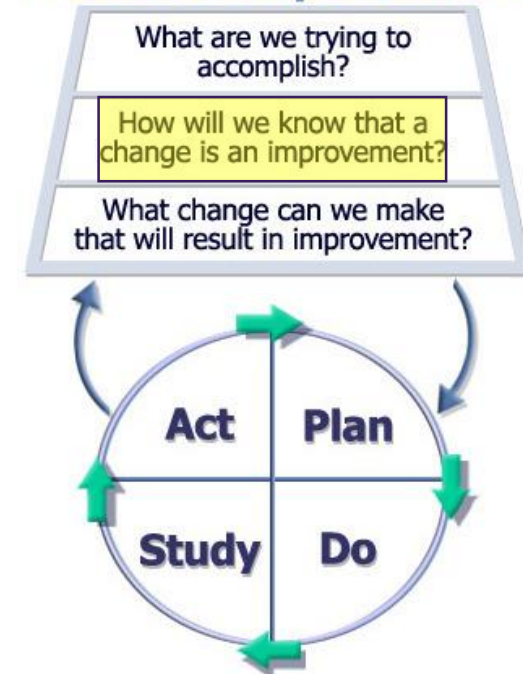 What are we trying to
accomplish?
How will we know that a
change is an improvement?
What change can we make
that will result in improvement?
Act
Plan
Study
Do